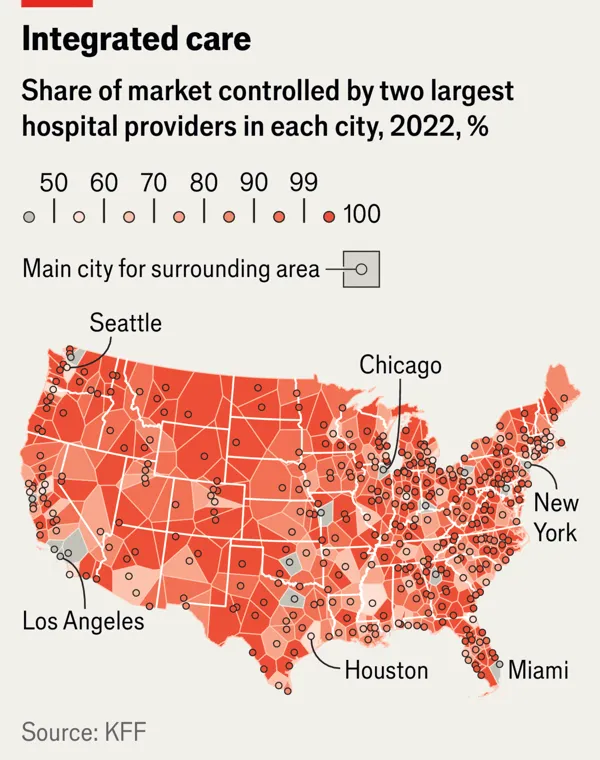 Integrated care
Share of market controlled by two largest
hospital providers in each city, 2022, %
50 60 70 80 90 99
100
Main city for surrounding area
Seattle
Chicago
New
York
Los Angeles
Houston
Miami
Source: KFF